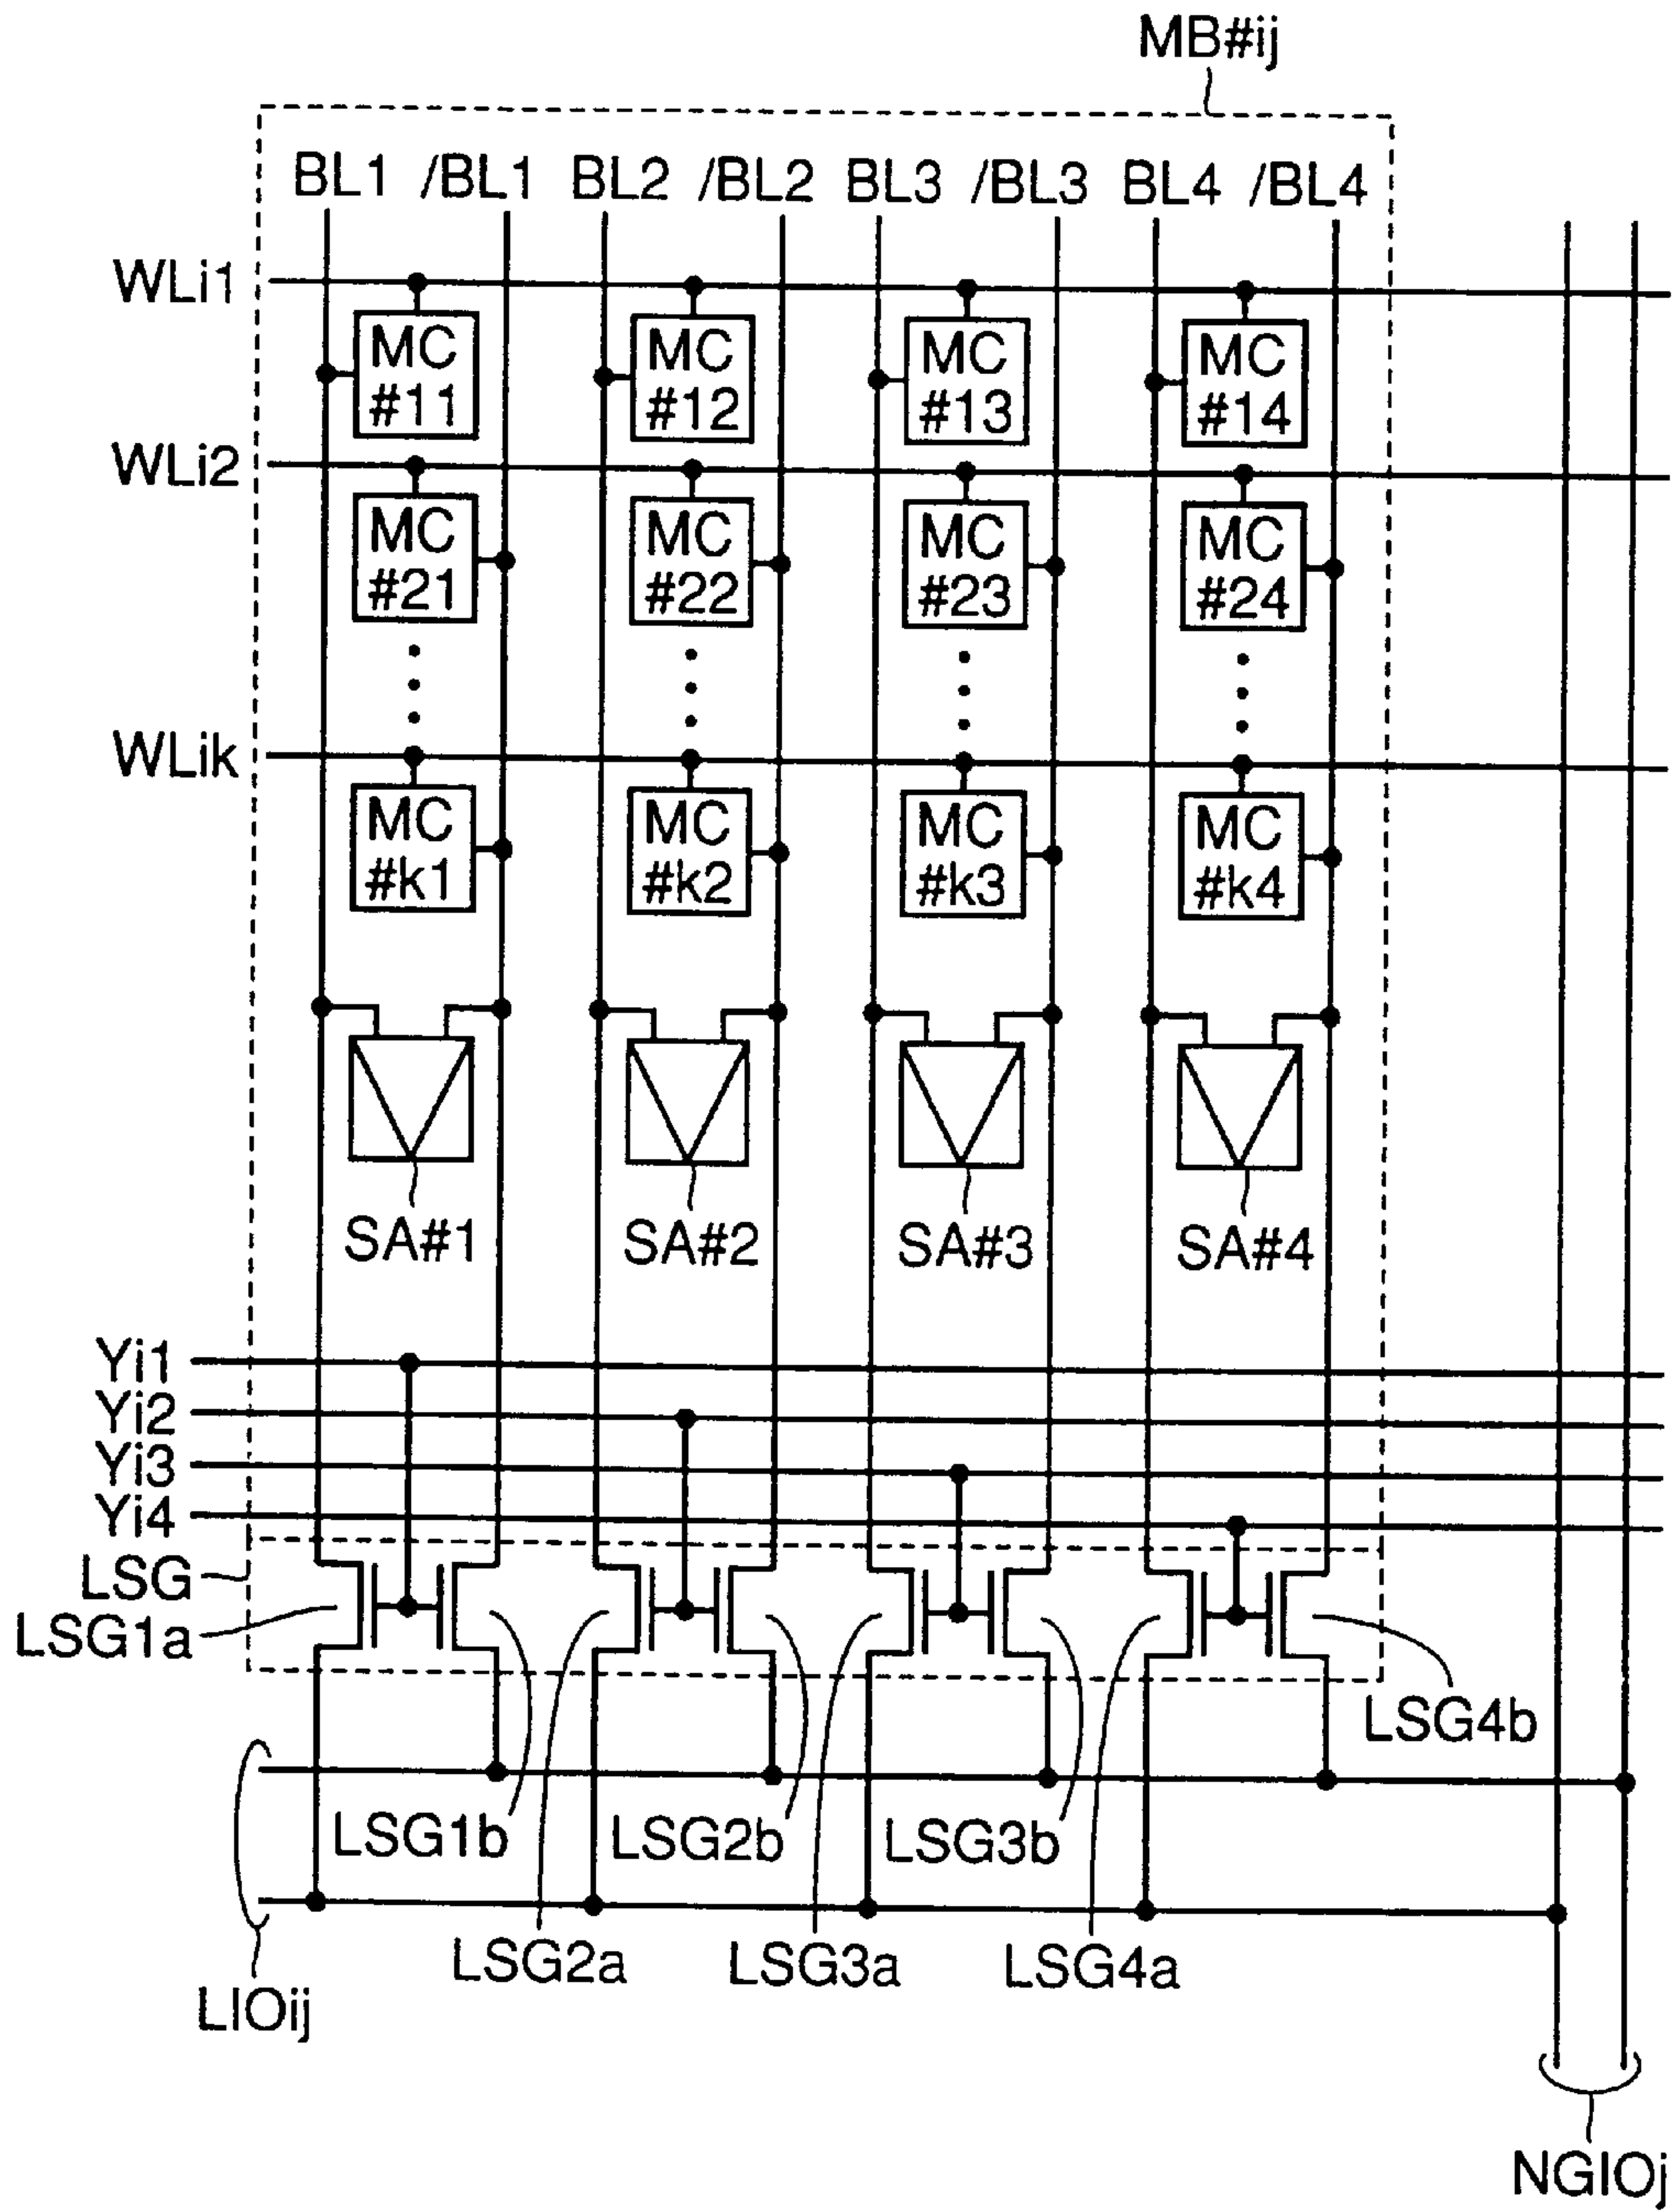 MB#ij
BL1 /BL1 BL2 /BL2 BL3 /BL3 BL4 /BL4
WLi1
MC #11
MC #12
MC #13
MC #14
WLi2
MC #21
MC #22
MC #23
MC #24
WLik
MC #k1
MC #k2
MC #k3
MC #k4
SA#1 SA#2 SA#3 SA#4
Yi1
Yi2
Yi3
Yi4
LSG
LSG1a
LSG4b
LSG1b LSG2b LSG3b
LSG2a LSG3a LSG4a
LIOij
NGIOj